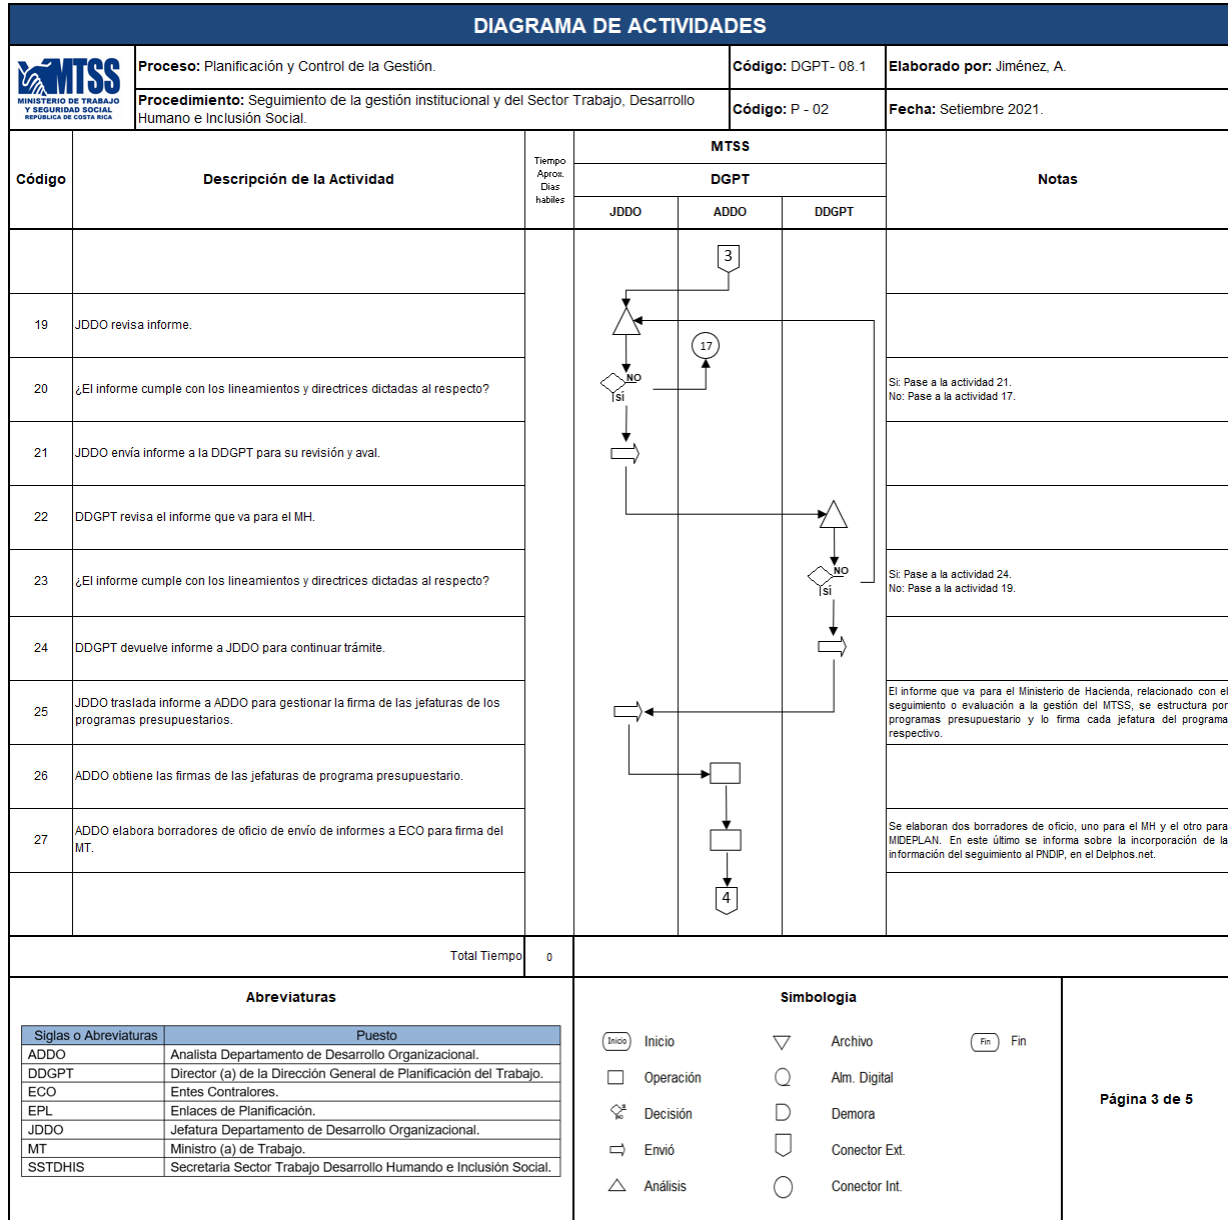 DIAGRAMA DE ACTIVIDADES
MTSS
MINISTERIO DE TRABAJO
Y SEGURIDAD SOCIAL
REPÚBLICA DE COSTA RICA
Proceso: Planificación y Control de la Gestión.
Código: DGPT- 08.1
Elaborado por: Jiménez, A.
Procedimiento: Seguimiento de la gestión institucional y del Sector Trabajo, Desarrollo
Humano e Inclusión Social.
Código: P - 02
Fecha: Setiembre 2021.
Código
Descripción de la Actividad
Tiempo
Aprox.
Dias
habiles
MTSS
DGPT
JDDO
ADDO
DDGPT
Notas
3
19
JDDO revisa informe.
17
20
¿El informe cumple con los lineamientos y directrices dictadas al respecto?
NO
SÍ
Si: Pase a la actividad 21.
No: Pase a la actividad 17.
21
JDDO envía informe a la DDGPT para su revisión y aval.
22
DDGPT revisa el informe que va para el MH.
23
¿El informe cumple con los lineamientos y directrices dictadas al respecto?
NO
SÍ
Si: Pase a la actividad 24.
No: Pase a la actividad 19.
24
DDGPT devuelve informe a JDDO para continuar trámite.
25
JDDO traslada informe a ADDO para gestionar la firma de las jefaturas de los
programas presupuestarios.
El informe que va para el Ministerio de Hacienda, relacionado con el
seguimiento o evaluación a la gestión del MTSS, se estructura por
programas presupuestario y lo firma cada jefatura del programa
respectivo.
26
ADDO obtiene las firmas de las jefaturas de programa presupuestario.
27
ADDO elabora borradores de oficio de envío de informes a ECO para firma del
MT.
Se elaboran dos borradores de oficio, uno para el MH y el otro para
MIDEPLAN. En este último se informa sobre la incorporación de la
información del seguimiento al PNDIP, en el Delphos.net.
4
Total Tiempo
0
Abreviaturas
Siglas o Abreviaturas
Puesto
ADDO
Analista Departamento de Desarrollo Organizacional.
DDGPT
Director (a) de la Dirección General de Planificación del Trabajo.
ECO
Entes Contralores.
EPL
Enlaces de Planificación.
JDDO
Jefatura Departamento de Desarrollo Organizacional.
MT
Ministro (a) de Trabajo.
SSTDHIS
Secretaria Sector Trabajo Desarrollo Humando e Inclusión Social.
Simbologia
Inicio
Inicio
Archivo
Fin
Fin
Operación
Alm. Digital
Decisión
Demora
Envió
Conector Ext.
Análisis
Conector Int.
Página 3 de 5